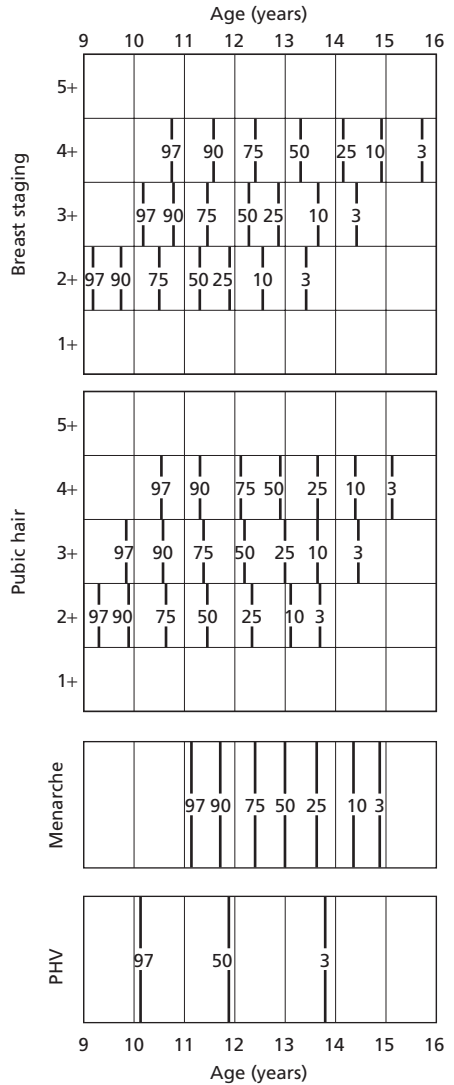 Age (years)
9 10 11 12 13 14 15 16
Breast staging
5+
4+ 97 90 75 50 25 10 3
3+ 97 90 75 50 25 10 3
2+ 97 90 75 50 25 10 3
1+
Pubic hair
5+
4+ 97 90 75 50 25 10 3
3+ 97 90 75 50 25 10 3
2+ 97 90 75 50 25 10 3
1+
Menarche
97 90 75 50 25 10 3
PHV
97 50 3
9 10 11 12 13 14 15 16
Age (years)